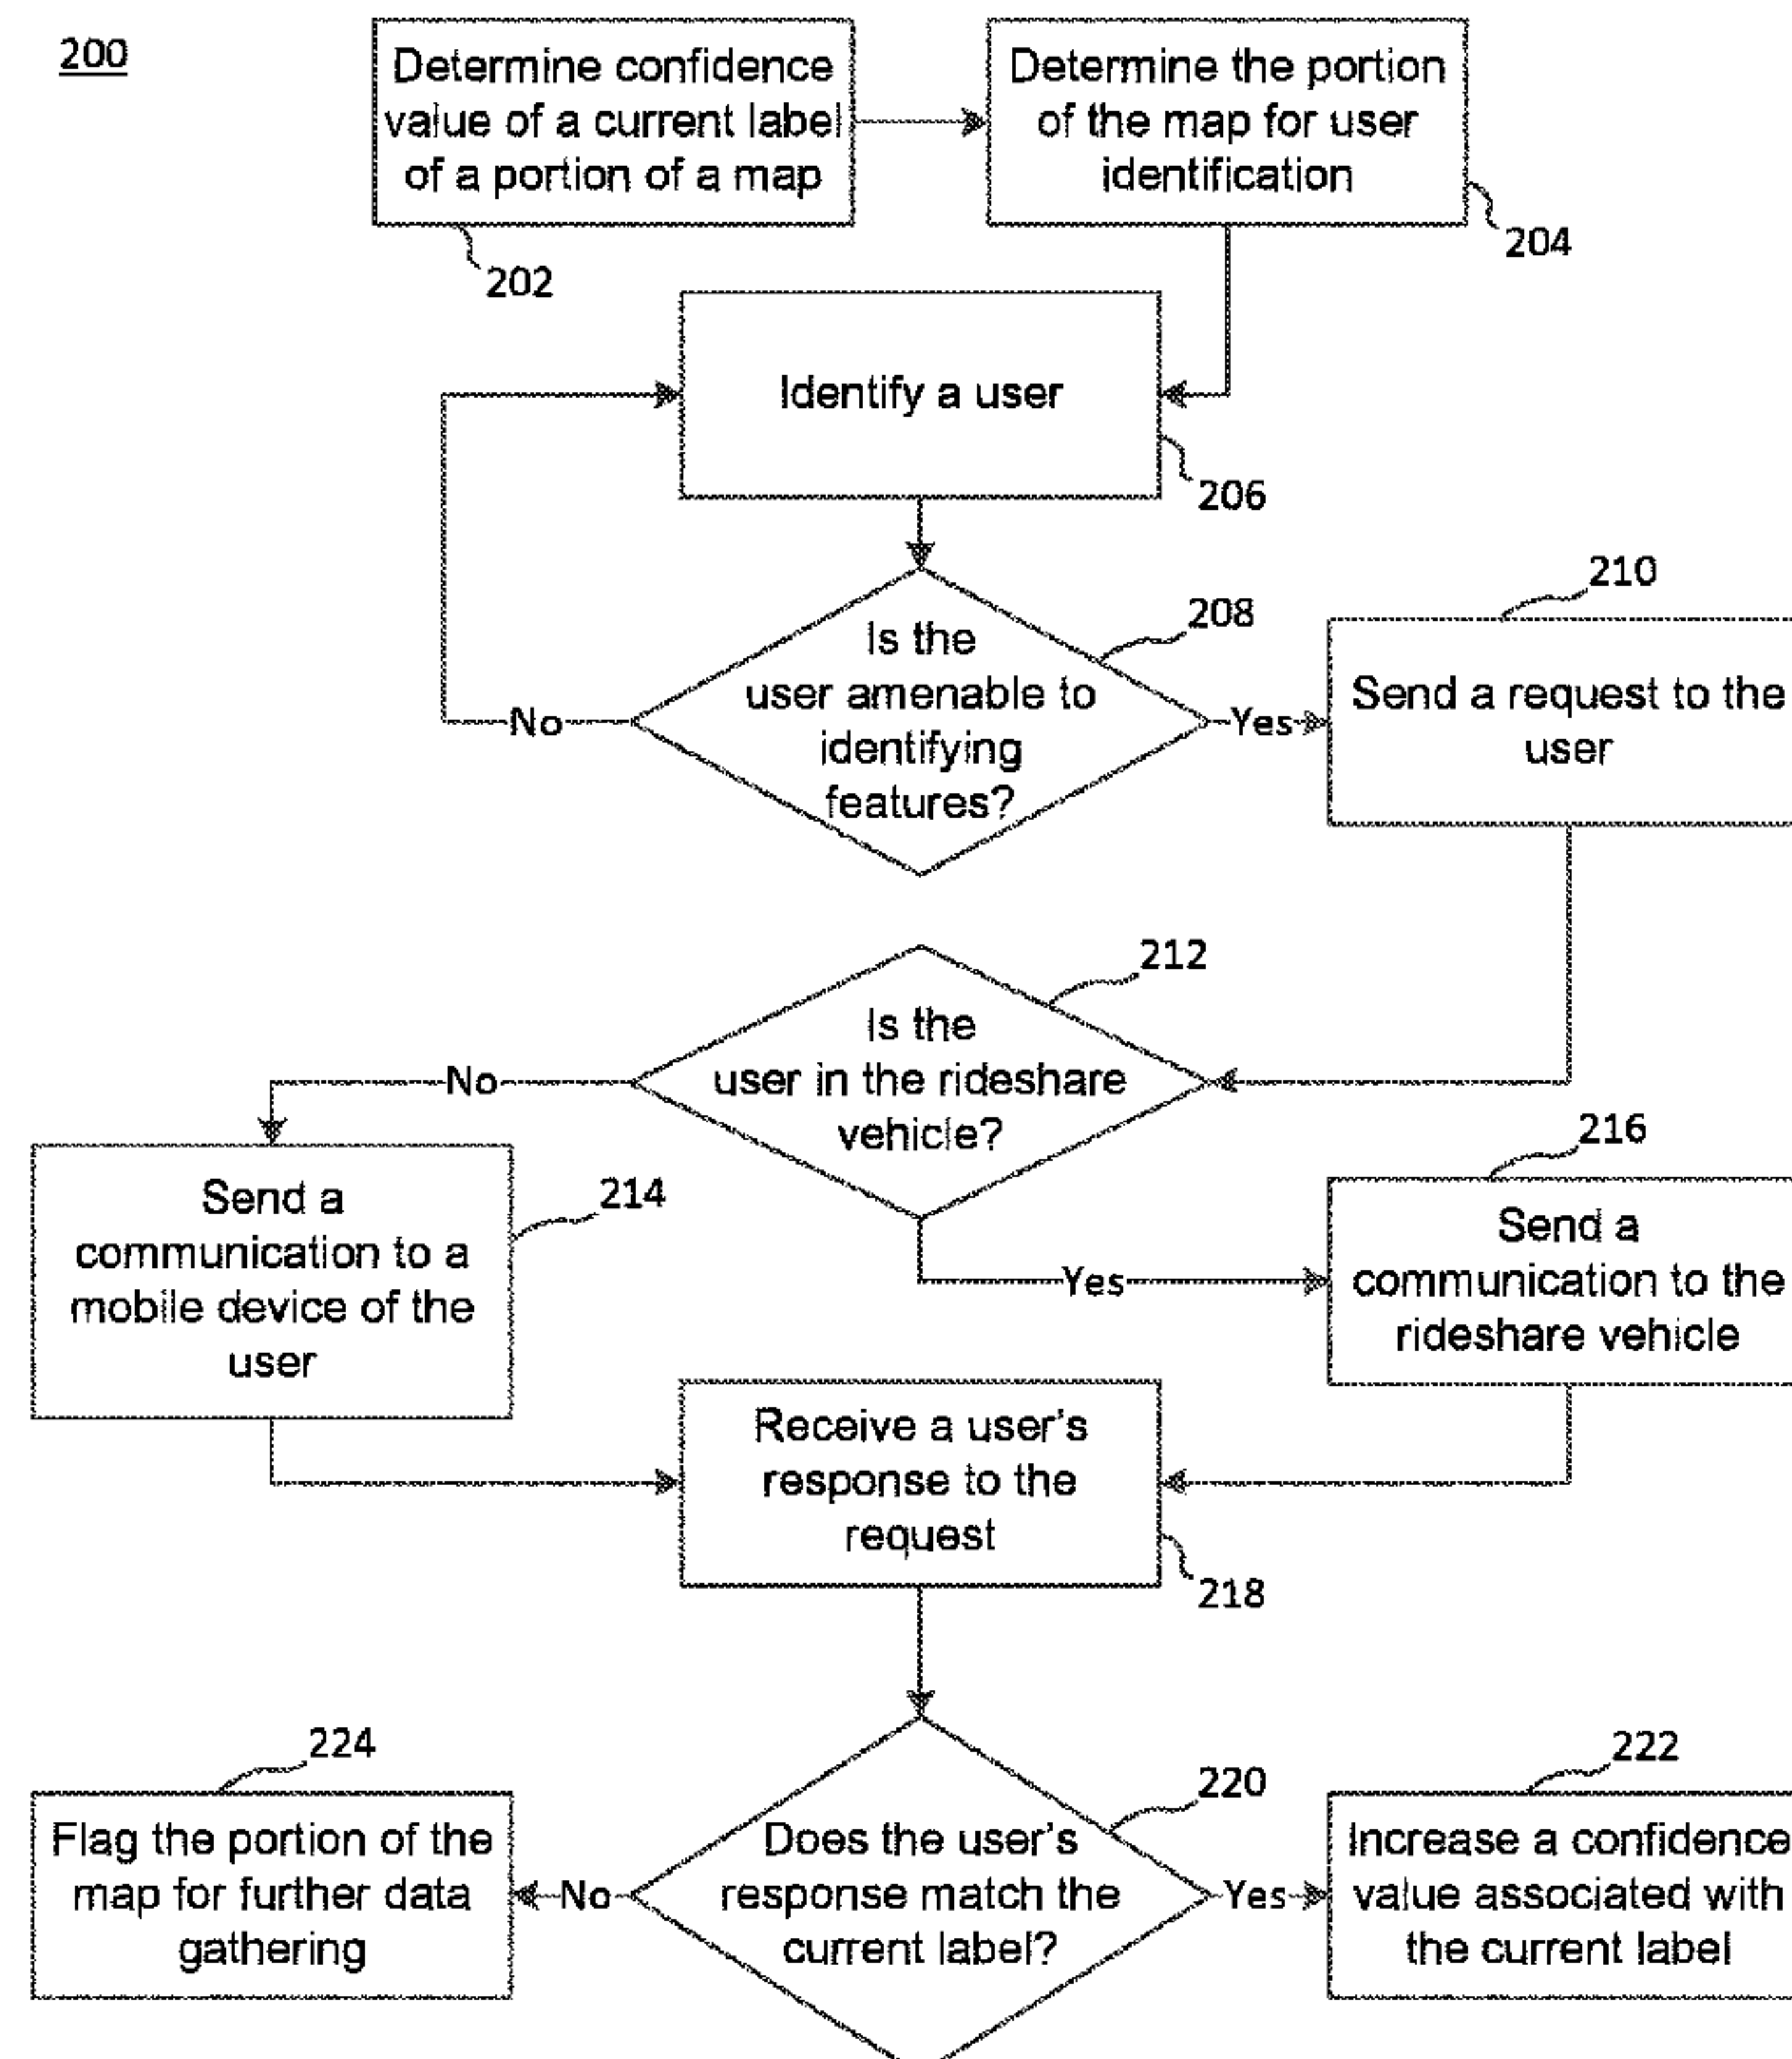 200
Determine confidence
value of a current label
of a portion of a map
202
Determine the portion
of the map for user
identification
204
Identify a user
206
Is the
user amenable to
identifying
features?
208
No
Yes
210
Send a request to the
user
212
Is the
user in the rideshare
vehicle?
No
Yes
Send a
communication to a
mobile device of the
user
214
216
Send a
communication to the
rideshare vehicle
Receive a user's
response to the
request
218
220
Does the user's
response match the
current label?
No
Yes
224
Flag the portion of the
map for further data
gathering
222
Increase a confidence
value associated with
the current label